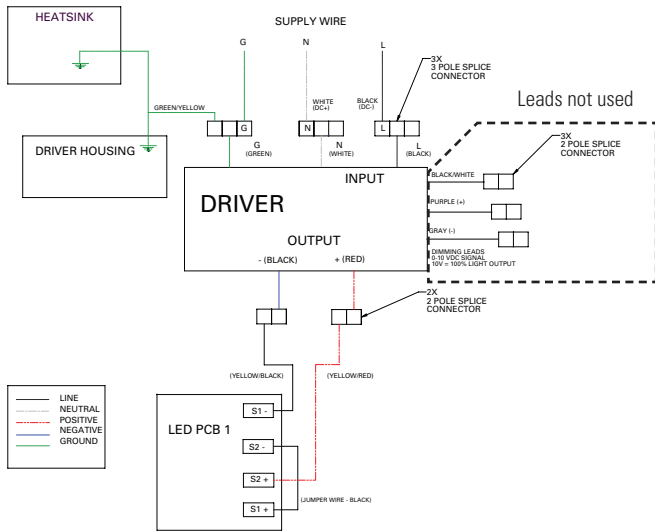 HEATSINK
SUPPLY WIRE
G
N
L
3X
3 POLE SPLICE
CONNECTOR
WHITE
(DC+)
BLACK
(DC-)
GREEN/YELLOW
G
N
L
Leads not used
DRIVER HOUSING
G
(GREEN)
N
(WHITE)
L
(BLACK)
3X
2 POLE SPLICE
CONNECTOR
INPUT
BLACK/WHITE
DRIVER
PURPLE (+)
GRAY (-)
OUTPUT
- (BLACK)
+ (RED)
DIMMING LEADS
0-10 VDC SIGNAL
10V = 100% LIGHT OUTPUT
2X
2 POLE SPLICE
CONNECTOR
(YELLOW/BLACK)
(YELLOW/RED)
LINE
NEUTRAL
POSITIVE
NEGATIVE
GROUND
LED PCB 1
S1 -
S2 -
S2 +
S1 +
(JUMPER WIRE - BLACK)